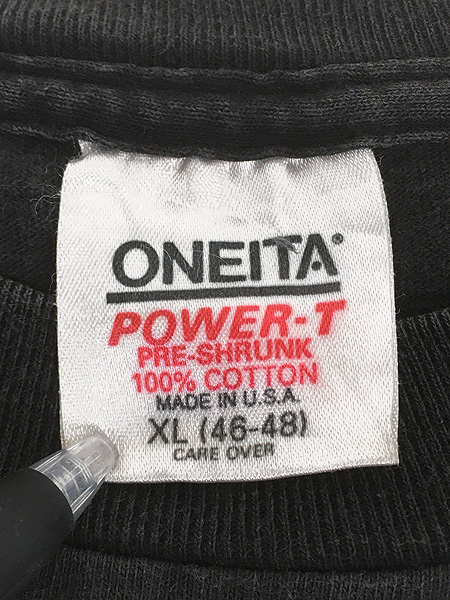 ONEITA®
POWER-T
PRE-SHRUNK
100% COTTON
MADE IN U.S.A.
XL (46-48)
CARE OVER